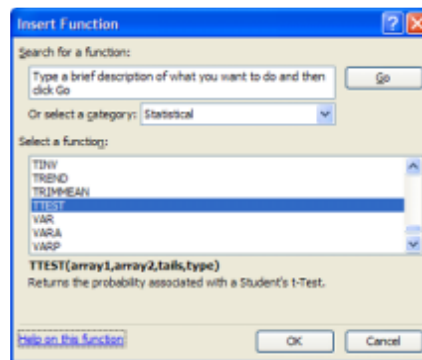 Insert Function
Search for a function:
Type a brief description of what you want to do and then
click Go
Go
Or select a category: Statistical
Select a function:
TINV
TREND
TRIMMEAN
TTEST
VAR
VARA
VARP
TTEST(array1,array2,tails,type)
Returns the probability associated with a Student's t-Test.
Help on this function
OK
Cancel